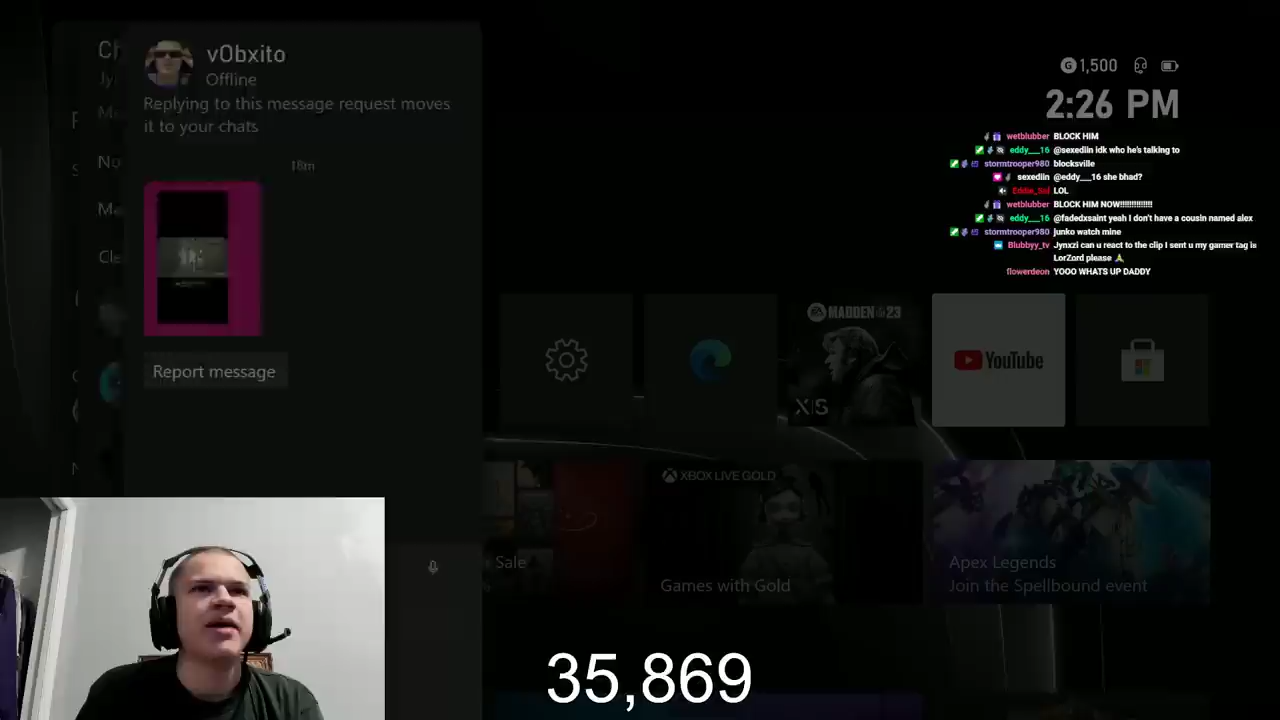 v0bxito
Offline
Replying to this message request moves
it to your chats
18m
Report message
G 1,500
2:26 PM
wetblubber BLOCK HIM
eddy___16 @sexedlin idk who he's talking to
stormtrooper980 blocksville
sexedlin @eddy___16 she bhad?
Eddie_Sol LOL
wetblubber BLOCK HIM NOW!!!!!!!!!!!!!!!
eddy___16 @fadedxsaint yeah I don't have a cousin named alex
stormtrooper980 junko watch mine
Blubbyy_tv Jynxzi can u react to the clip I sent u my gamer tag is
LorZord please 🙏
flowerdeon YOOO WHATS UP DADDY
EA MADDEN NFL 23
X|S
YouTube
Sale
XBOX LIVE GOLD
Games with Gold
Apex Legends
Join the Spellbound event
35,869